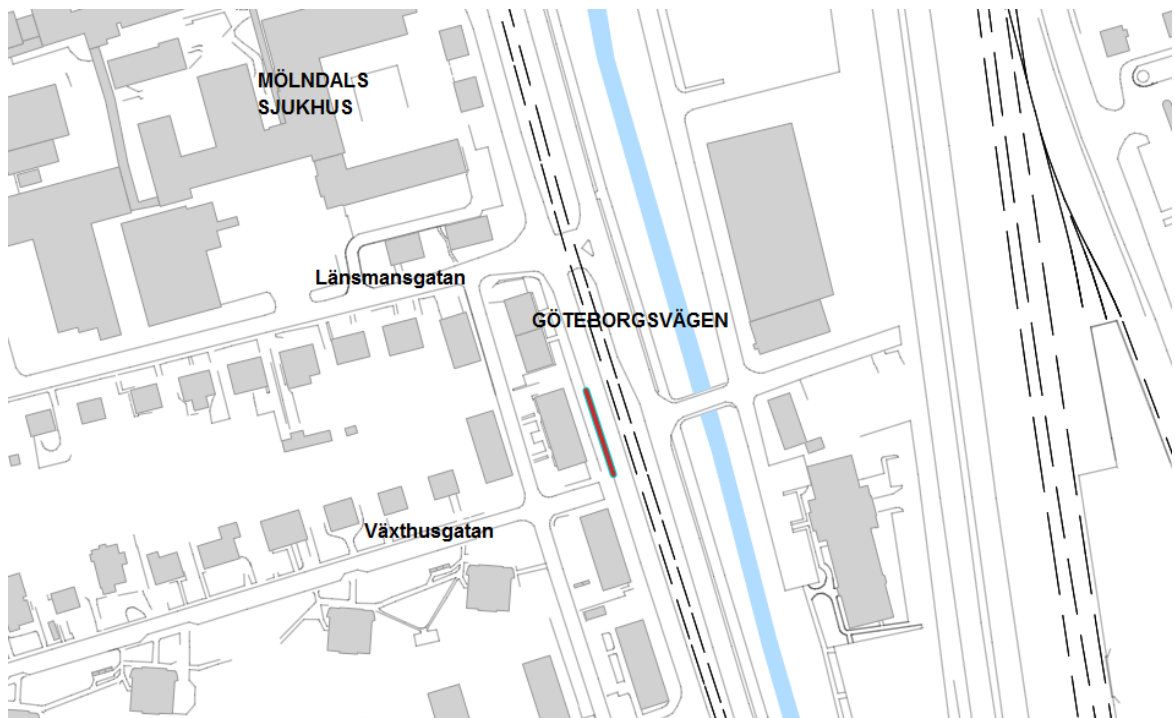 MÖLNDALS
SJUKHUS
Länsmansgatan
GÖTEBORGSVÄGEN
Växthusgatan